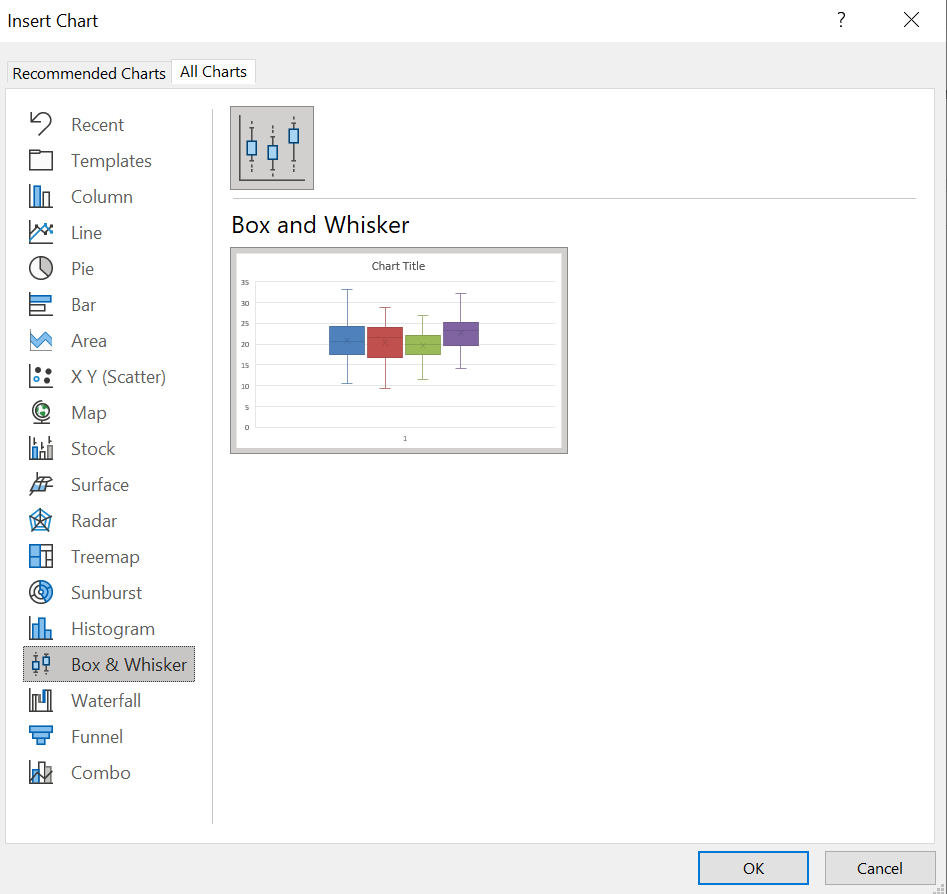 Insert Chart
?
Recommended Charts
All Charts
Recent
Templates
Column
Line
Pie
Bar
Area
X Y (Scatter)
Map
Stock
Surface
Radar
Treemap
Sunburst
Histogram
Box & Whisker
Waterfall
Funnel
Combo
Box and Whisker
Chart Title
35
30
25
20
15
10
5
0
1
OK
Cancel